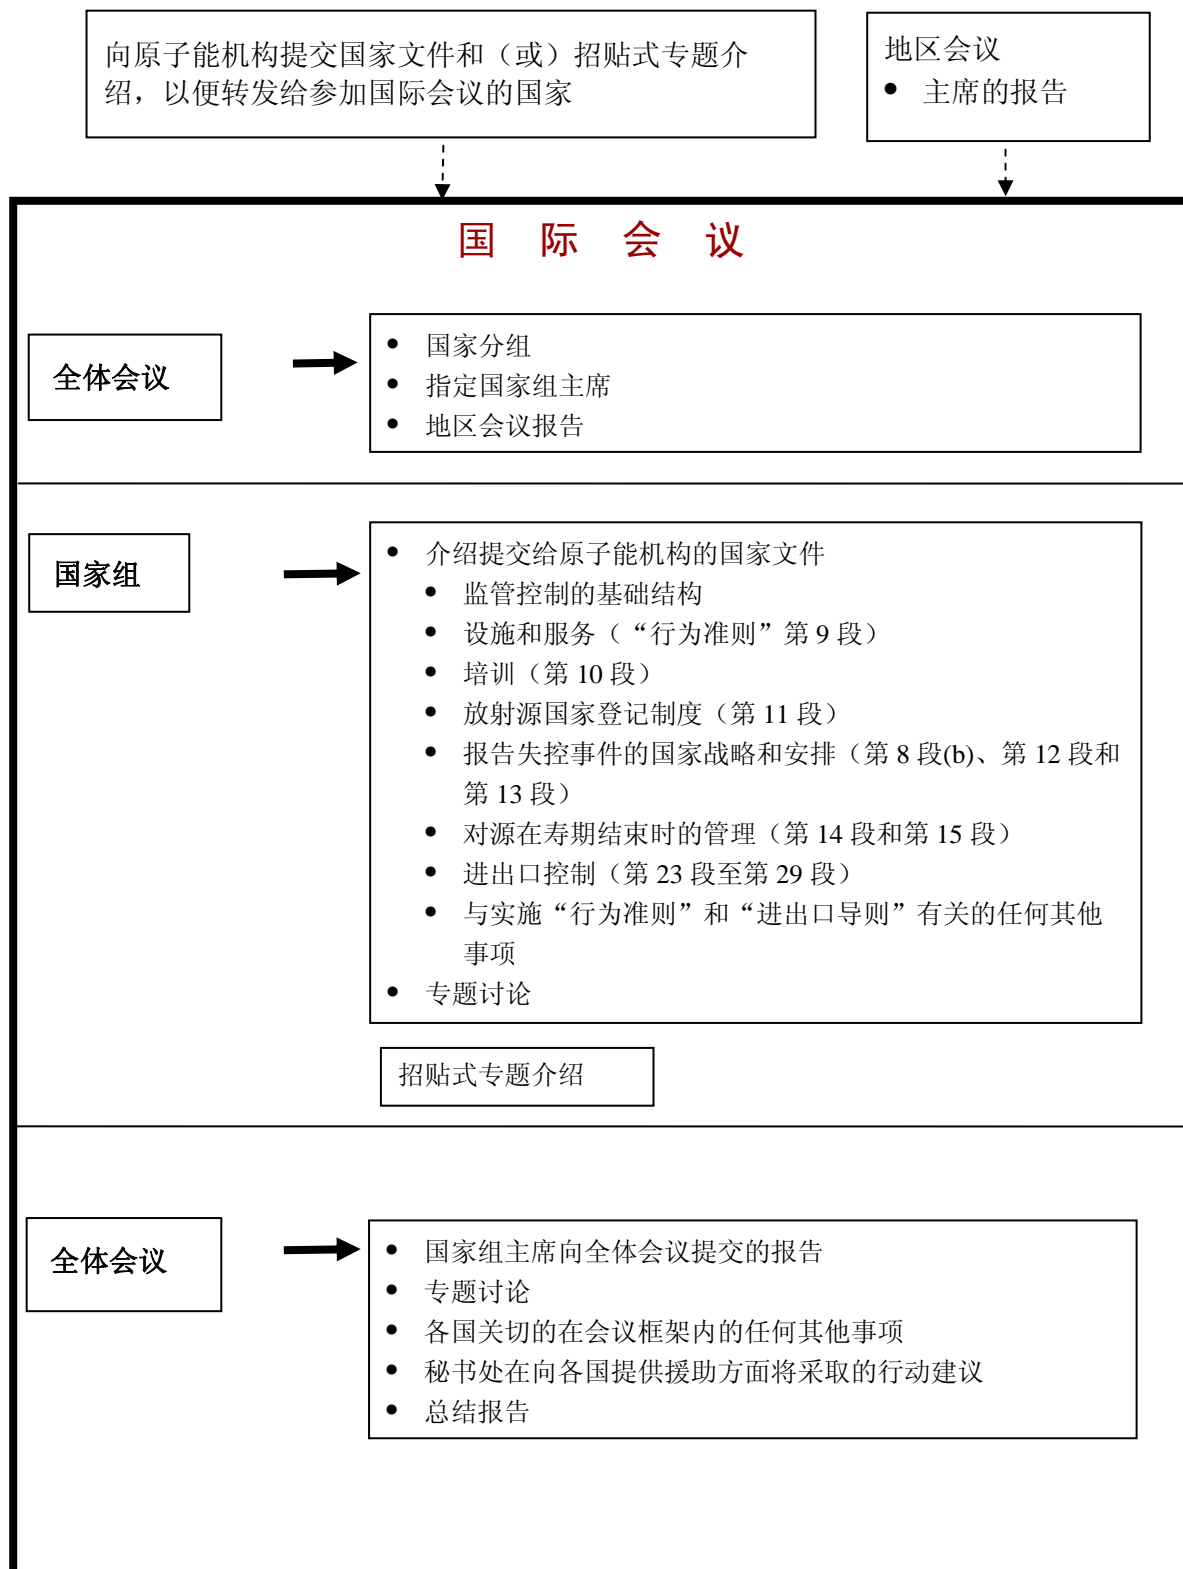 向原子能机构提交国家文件和（或）招贴式专题介
绍，以便转发给参加国际会议的国家
地区会议
• 主席的报告
国 际 会 议
全体会议
• 国家分组
• 指定国家组主席
• 地区会议报告
国家组
• 介绍提交给原子能机构的国家文件
• 监管控制的基础结构
• 设施和服务（“行为准则”第 9 段）
• 培训（第 10 段）
• 放射源国家登记制度（第 11 段）
• 报告失控事件的国家战略和安排（第 8 段(b)、第 12 段和
第 13 段）
• 对源在寿期结束时的管理（第 14 段和第 15 段）
• 进出口控制（第 23 段至第 29 段）
• 与实施“行为准则”和“进出口导则”有关的任何其他
事项
• 专题讨论
招贴式专题介绍
全体会议
• 国家组主席向全体会议提交的报告
• 专题讨论
• 各国关切的在会议框架内的任何其他事项
• 秘书处在向各国提供援助方面将采取的行动建议
• 总结报告